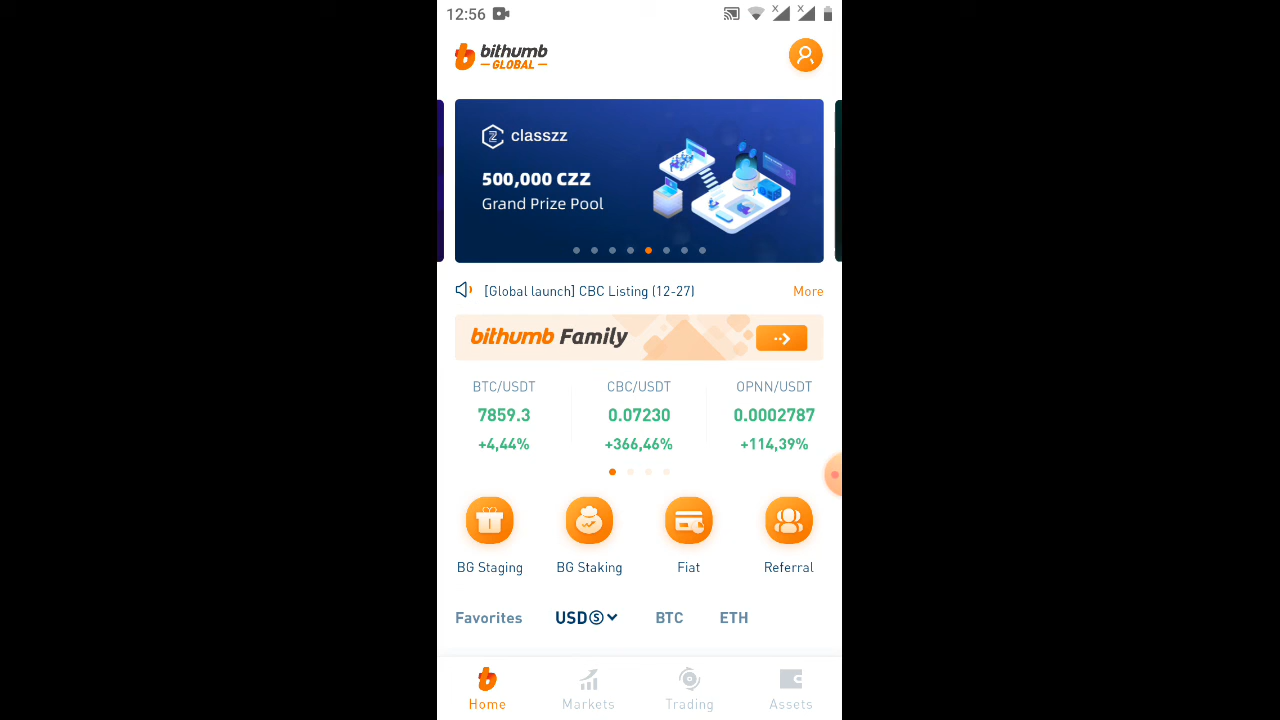 12:56
bithumb
GLOBAL
classzz
500,000 CZZ
Grand Prize Pool
[Global launch] CBC Listing (12-27) More
bithumb Family
BTC/USDT CBC/USDT OPNN/USDT
7859.3 0.07230 0.0002787
+4,44% +366,46% +114,39%
BG Staging BG Staking Fiat Referral
Favorites USDⓈ BTC ETH
Home Markets Trading Assets